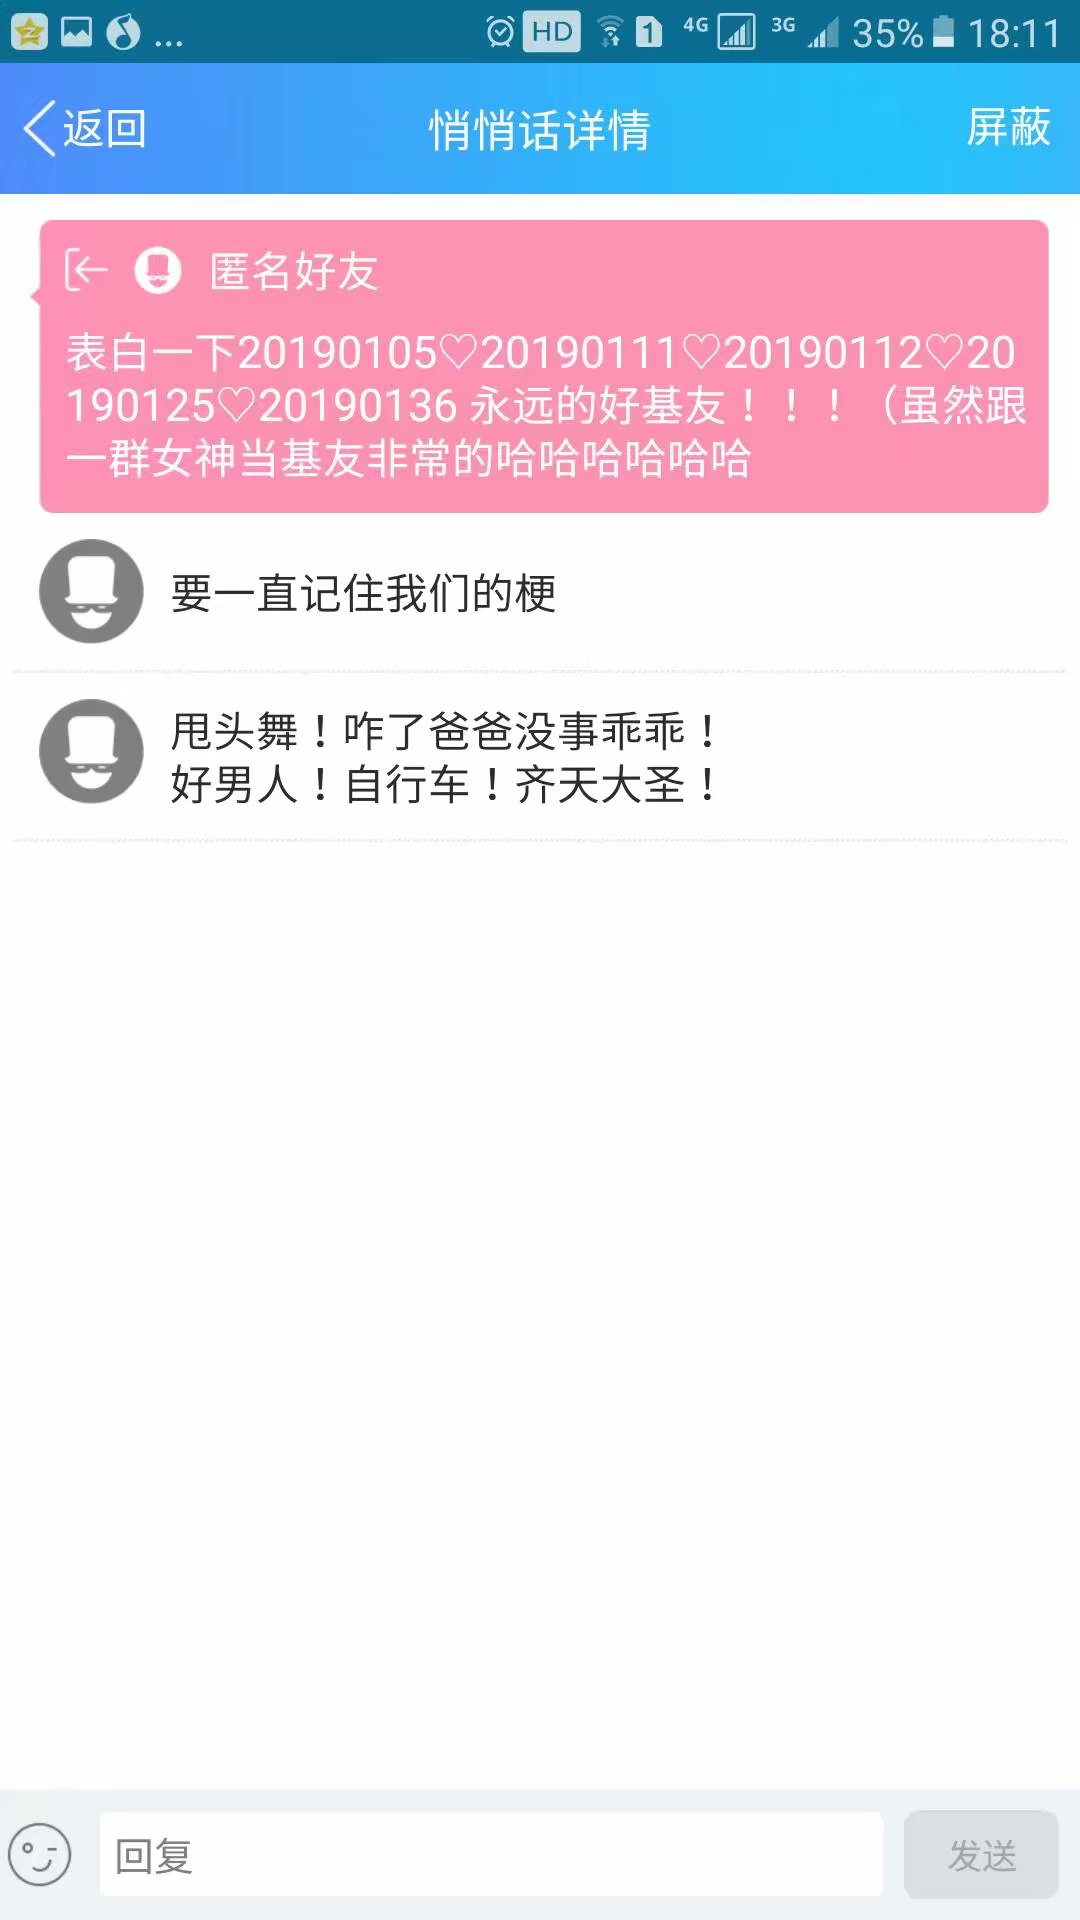 ... HD 1 4G 3G 35% 18:11
返回 悄悄话详情 屏蔽
匿名好友
表白一下20190105♡20190111♡20190112♡20
190125♡20190136 永远的好基友！！！（虽然跟
一群女神当基友非常的哈哈哈哈哈哈
要一直记住我们的梗
甩头舞！咋了爸爸没事乖乖！
好男人！自行车！齐天大圣！
回复 发送